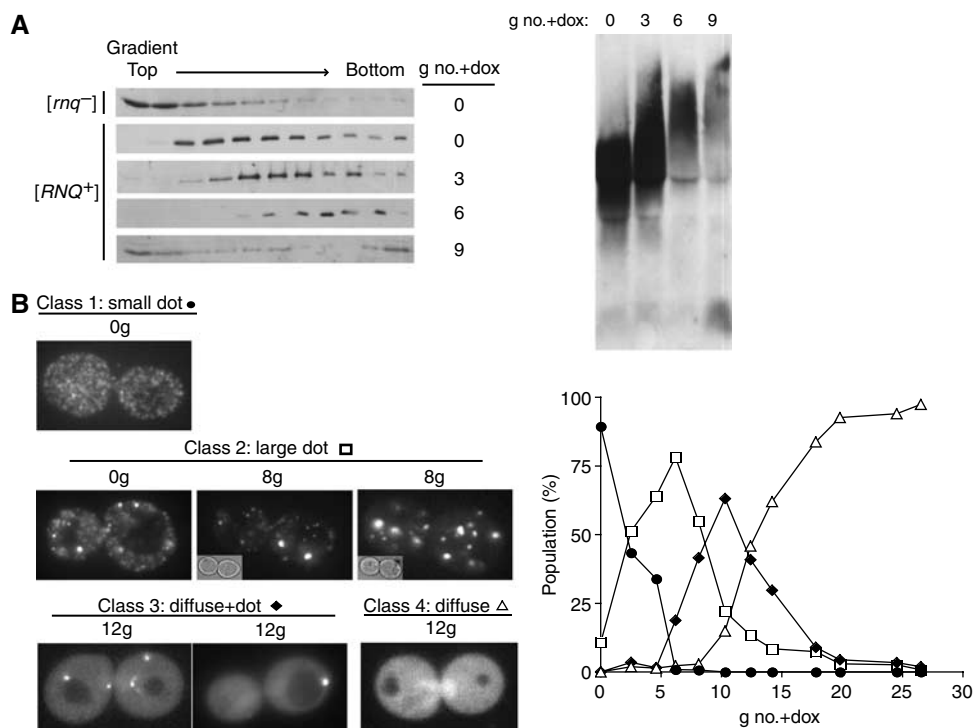 A
Gradient
Top Bottom g no.+dox
[rnq–] 0
[RNQ+] 0
3
6
9
g no.+dox: 0 3 6 9
B
Class 1: small dot ●
0g
Class 2: large dot □
0g 8g 8g
Class 3: diffuse+dot ◆ Class 4: diffuse △
12g 12g 12g
Population (%)
100
75
50
25
0
0 5 10 15 20 25 30
g no.+dox